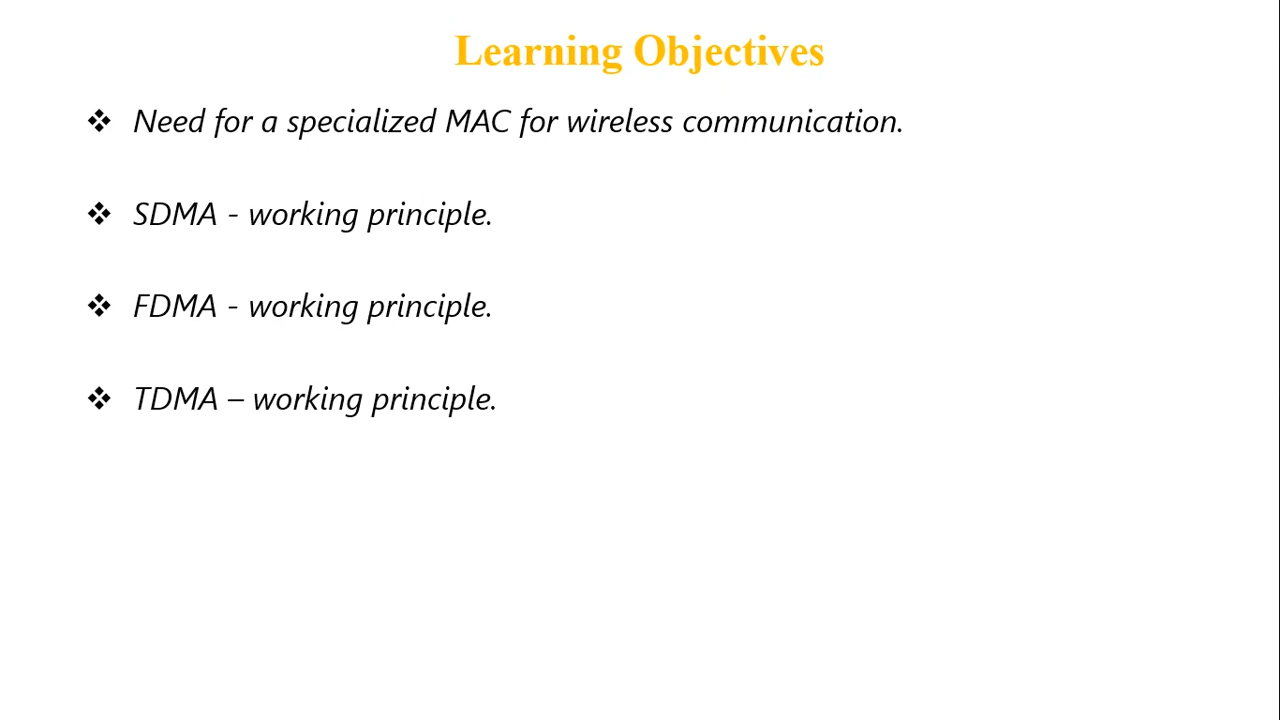 Learning Objectives
❖ Need for a specialized MAC for wireless communication.
❖ SDMA - working principle.
❖ FDMA - working principle.
❖ TDMA – working principle.